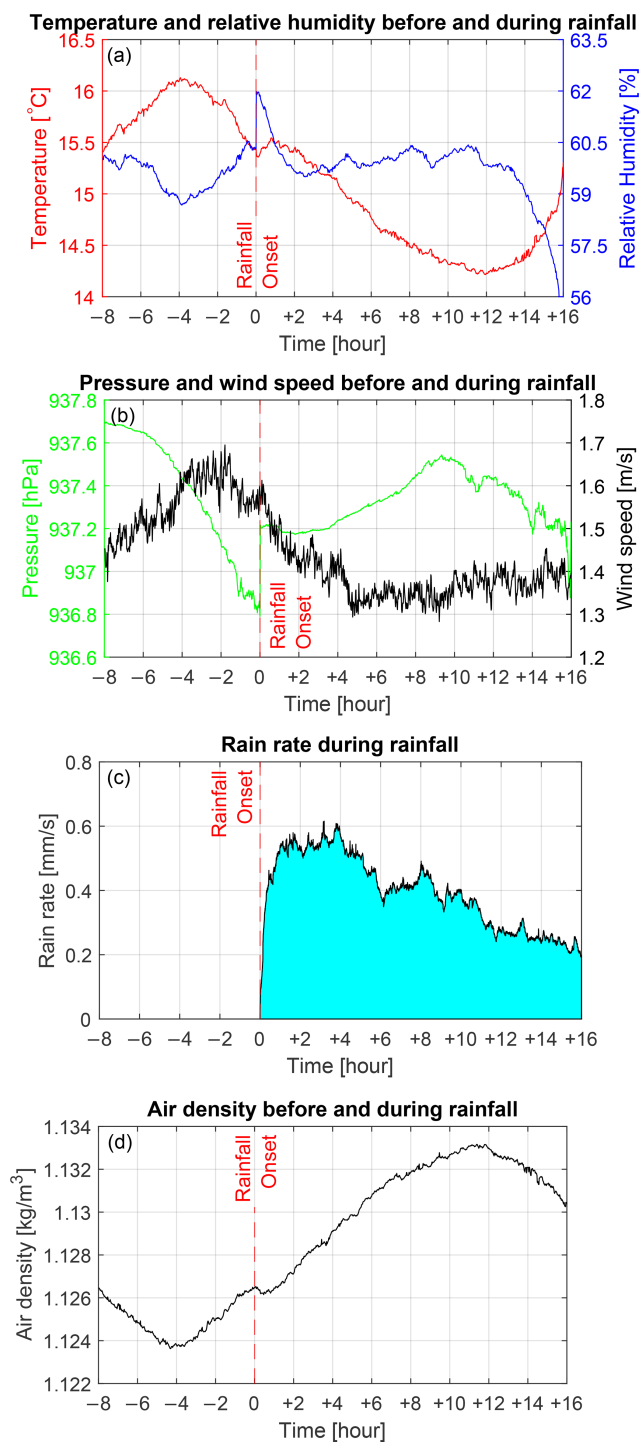 Temperature and relative humidity before and during rainfall
(a)
16.5
16
15.5
15
14.5
14
Temperature [°C]
63.5
62
60.5
59
57.5
56
Relative Humidity [%]
Rainfall
Onset
−8 −6 −4 −2 0 +2 +4 +6 +8 +10 +12 +14 +16
Time [hour]
Pressure and wind speed before and during rainfall
(b)
937.8
937.6
937.4
937.2
937
936.8
936.6
Pressure [hPa]
1.8
1.7
1.6
1.5
1.4
1.3
1.2
Wind speed [m/s]
Rainfall
Onset
−8 −6 −4 −2 0 +2 +4 +6 +8 +10 +12 +14 +16
Time [hour]
Rain rate during rainfall
(c)
0.8
0.6
0.4
0.2
0
Rain rate [mm/s]
Rainfall
Onset
−8 −6 −4 −2 0 +2 +4 +6 +8 +10 +12 +14 +16
Time [hour]
Air density before and during rainfall
(d)
1.134
1.133
1.13
1.128
1.126
1.124
1.122
Air density [kg/m³]
Rainfall
Onset
−8 −6 −4 −2 0 +2 +4 +6 +8 +10 +12 +14 +16
Time [hour]